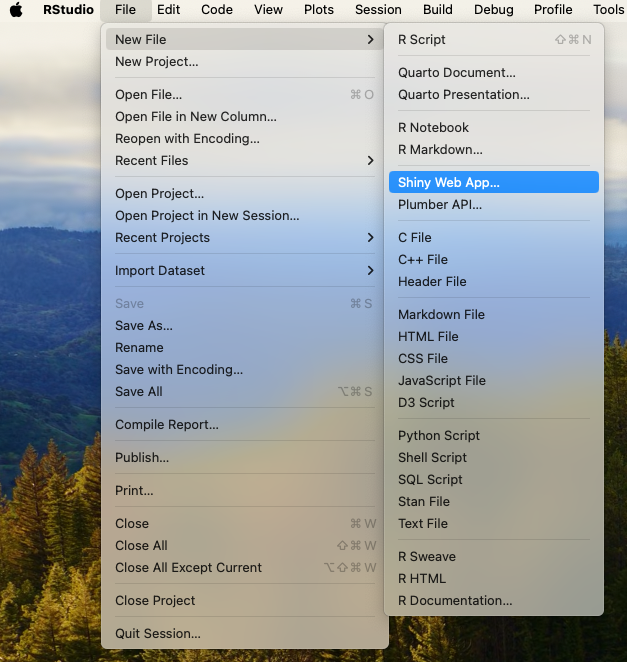 RStudio File Edit Code View Plots Session Build Debug Profile Tools
New File
New Project...
Open File... ⌘ O
Open File in New Column...
Reopen with Encoding...
Recent Files
Open Project...
Open Project in New Session...
Recent Projects
Import Dataset
Save ⌘ S
Save As...
Rename
Save with Encoding...
Save All ⌥⌘ S
Compile Report...
Publish...
Print...
Close ⌘ W
Close All ⇧⌘ W
Close All Except Current ⌥⇧⌘ W
Close Project
Quit Session...
R Script ⇧⌘ N
Quarto Document...
Quarto Presentation...
R Notebook
R Markdown...
Shiny Web App...
Plumber API...
C File
C++ File
Header File
Markdown File
HTML File
CSS File
JavaScript File
D3 Script
Python Script
Shell Script
SQL Script
Stan File
Text File
R Sweave
R HTML
R Documentation...